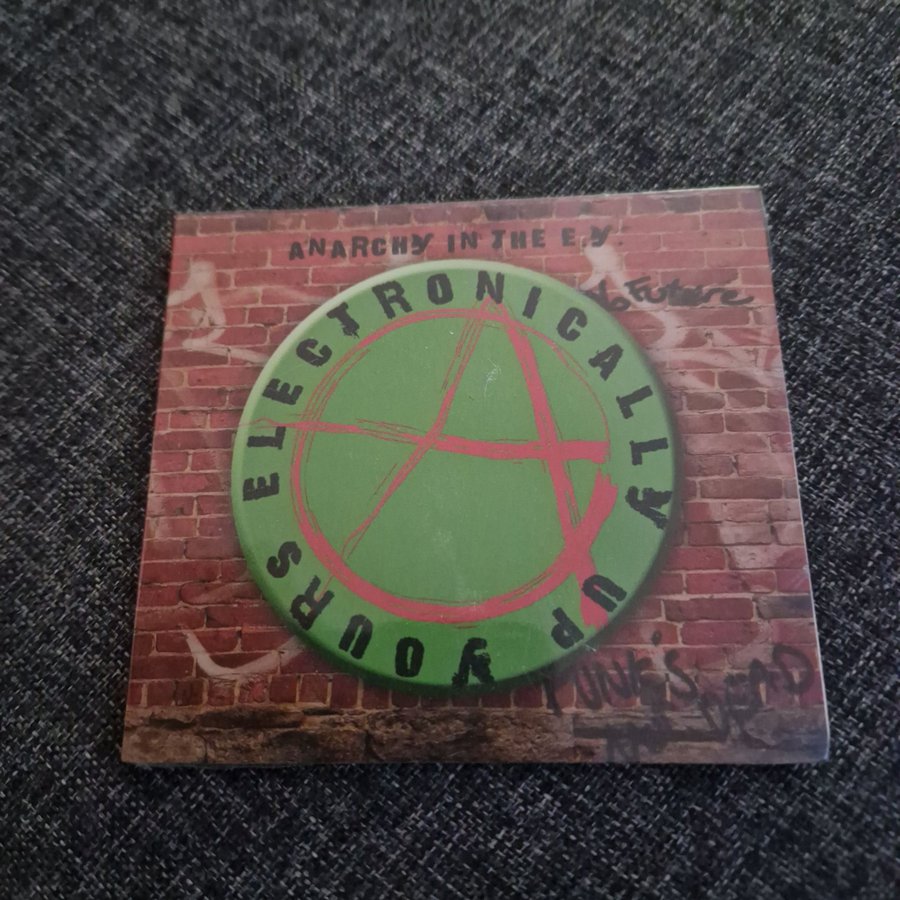 ANARCHY IN THE E.Y.
No Future
ELECTRONICALLY UP YOURS
PUNK'S DEAD